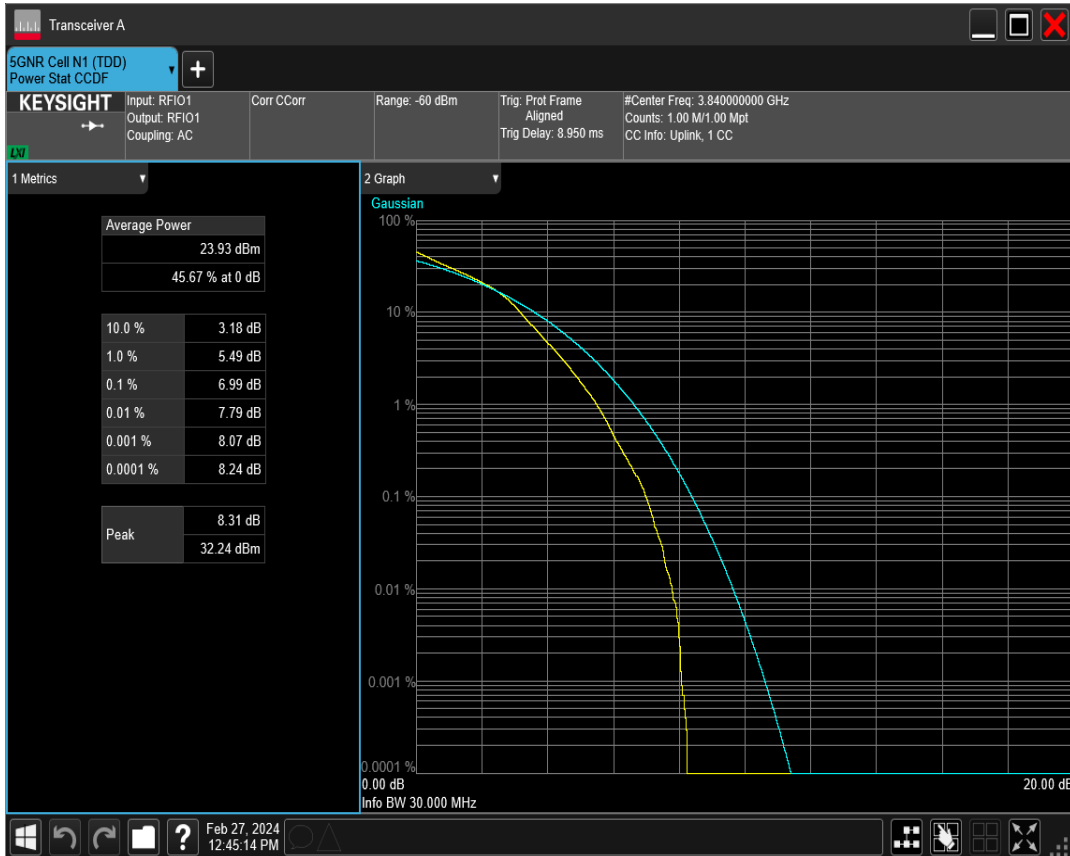 Transceiver A
5GNR Cell N1 (TDD)
Power Stat CCDF
+
KEYSIGHT
LXI
Input: RFIO1
Output: RFIO1
Coupling: AC
Corr CCorr
Range: -60 dBm
Trig: Prot Frame
Aligned
Trig Delay: 8.950 ms
#Center Freq: 3.840000000 GHz
Counts: 1.00 M/1.00 Mpt
CC Info: Uplink, 1 CC
1 Metrics
Average Power
23.93 dBm
45.67 % at 0 dB
10.0 % 3.18 dB
1.0 % 5.49 dB
0.1 % 6.99 dB
0.01 % 7.79 dB
0.001 % 8.07 dB
0.0001 % 8.24 dB
Peak
8.31 dB
32.24 dBm
2 Graph
Gaussian
100 %
10 %
1 %
0.1 %
0.01 %
0.001 %
0.0001 %
0.00 dB 20.00 dB
Info BW 30.000 MHz
?
Feb 27, 2024
12:45:14 PM